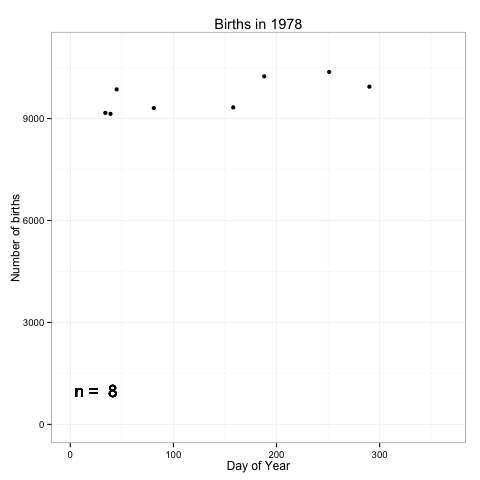 Births in 1978
Number of births
9000
6000
3000
0
n = 8
0 100 200 300
Day of Year